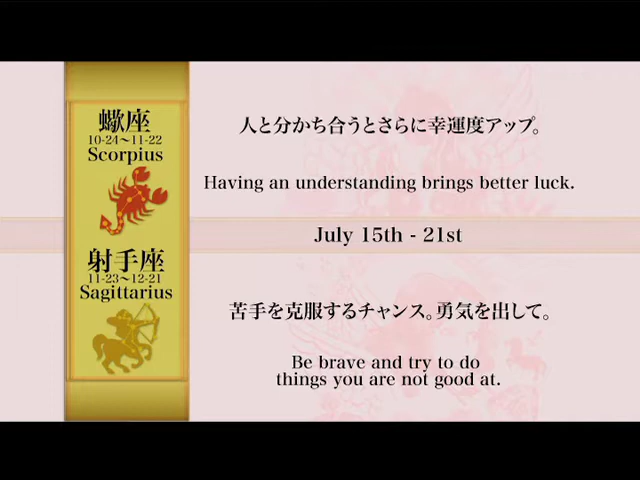 蠍座
10-24～11-22
Scorpius
人と分かち合うとさらに幸運度アップ。
Having an understanding brings better luck.
July 15th - 21st
射手座
11-23～12-21
Sagittarius
苦手を克服するチャンス。勇気を出して。
Be brave and try to do
things you are not good at.